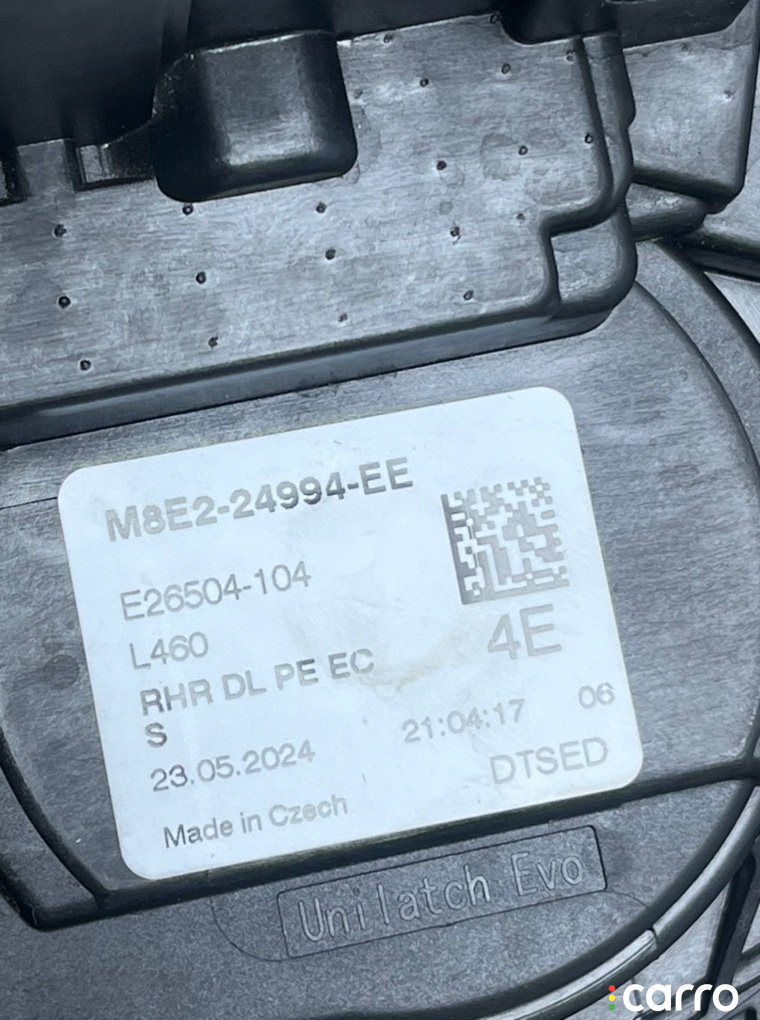 M8E2-24994-EE
E26504-104
L460
4E
RHR DL PE EC
S
21:04:17 06
23.05.2024
DTSED
Made in Czech
Unilatch Evo
carro